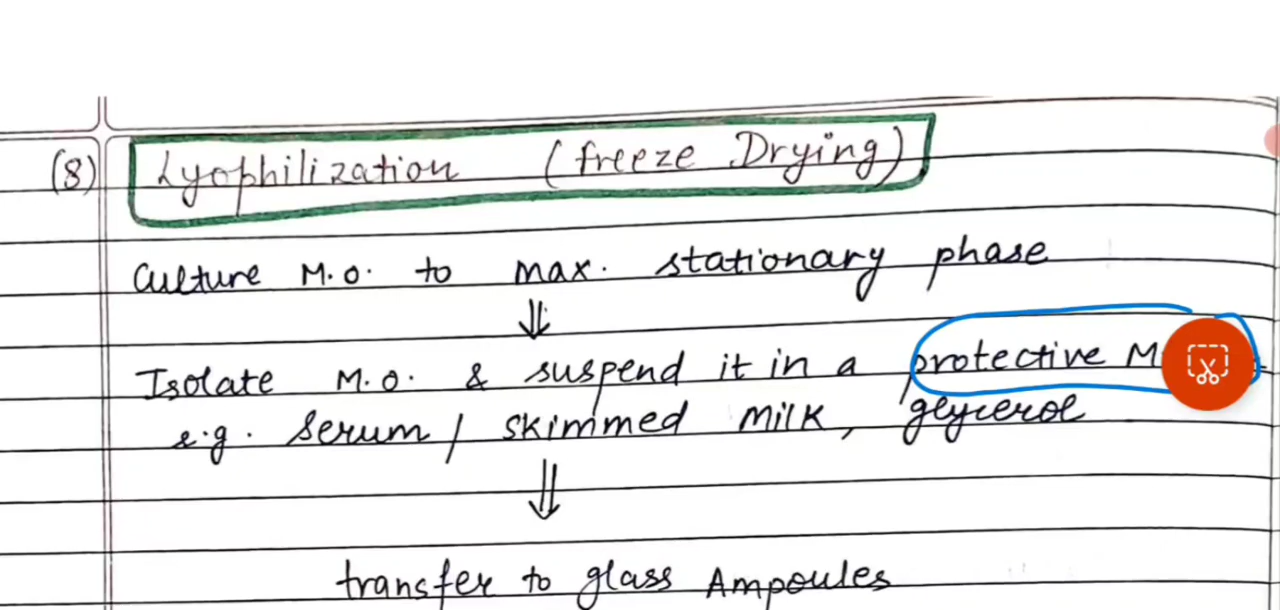 (8) Lyophilization (freeze Drying)
Culture M.O. to max. stationary phase
⇓
Isolate M.O. & suspend it in a protective
e.g. Serum / skimmed milk, glycerol
⇓
transfer to glass Ampoules